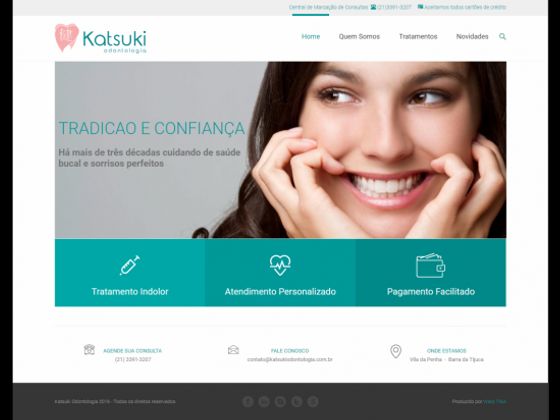 Central de Marcação de Consultas (21)3391-3207 Aceitamos todos cartões de crédito
Katsuki
odontologia
Home Quem Somos Tratamentos Novidades
TRADICAO E CONFIANÇA
Há mais de três décadas cuidando de saúde
bucal e sorrisos perfeitos
Tratamento Indolor Atendimento Personalizado Pagamento Facilitado
AGENDE SUA CONSULTA FALE CONOSCO ONDE ESTAMOS
(21) 3391-3207 contato@katsukiodontologia.com.br Vila da Penha - Barra da Tijuca
Katsuki Odontologia 2016 - Todos os direitos reservados Produzido por